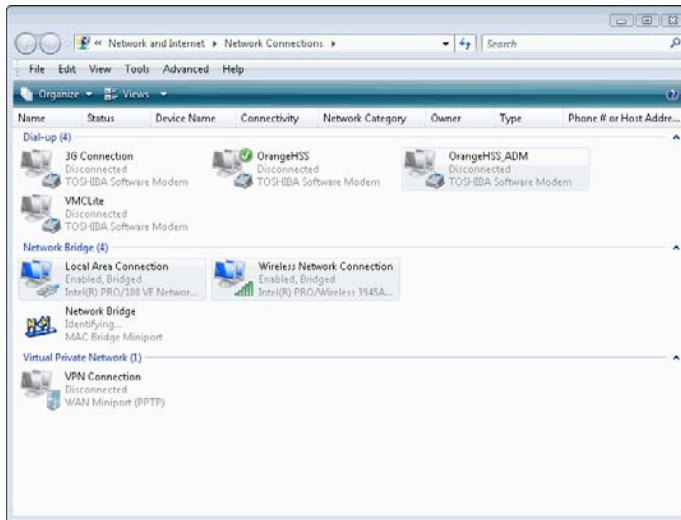 « Network and Internet ▸ Network Connections ▸ Search
File Edit View Tools Advanced Help
Organize Views
Name Status Device Name Connectivity Network Category Owner Type Phone # or Host Addre...
Dial-up (4)
3G Connection
Disconnected
TOSHIBA Software Modem
OrangeHSS
Disconnected
TOSHIBA Software Modem
OrangeHSS_ADM
Disconnected
TOSHIBA Software Modem
VMCLite
Disconnected
TOSHIBA Software Modem
Network Bridge (4)
Local Area Connection
Enabled, Bridged
Intel(R) PRO/100 VE Networ...
Wireless Network Connection
Enabled, Bridged
Intel(R) PRO/Wireless 3945A...
Network Bridge
Identifying...
MAC Bridge Miniport
Virtual Private Network (1)
VPN Connection
Disconnected
WAN Miniport (PPTP)